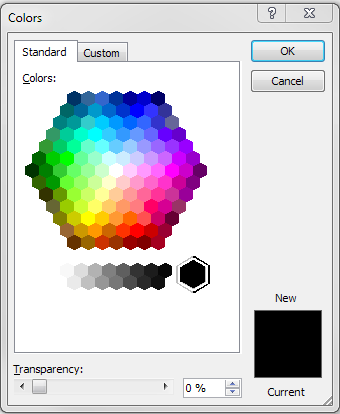 Colors
Standard
Custom
OK
Cancel
Colors:
New
Current
Transparency:
0 %